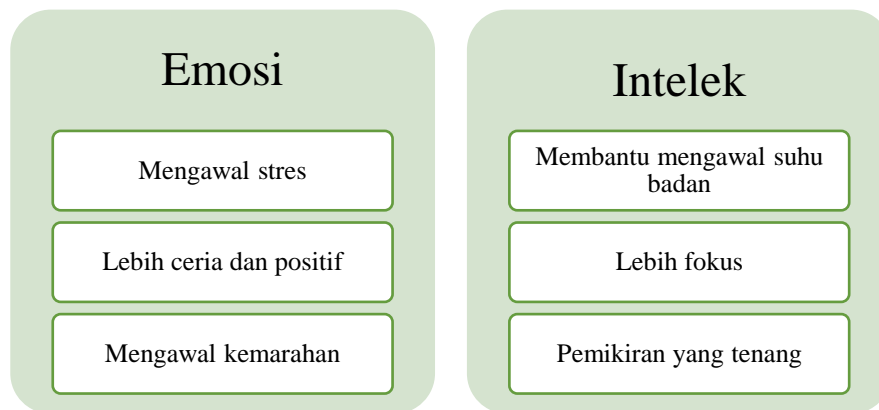 Emosi
Mengawal stres
Lebih ceria dan positif
Mengawal kemarahan
Intelek
Membantu mengawal suhu
badan
Lebih fokus
Pemikiran yang tenang